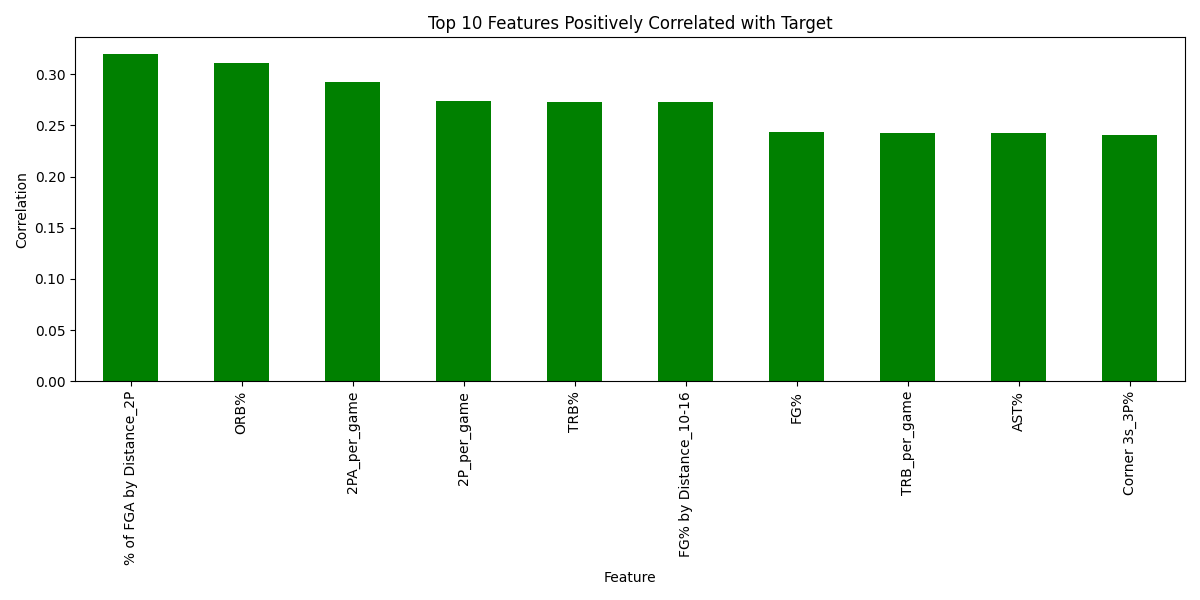 Top 10 Features Positively Correlated with Target
Correlation
0.30
0.25
0.20
0.15
0.10
0.05
0.00
% of FGA by Distance_2P
ORB%
2PA_per_game
2P_per_game
TRB%
FG% by Distance_10-16
FG%
TRB_per_game
AST%
Corner 3s_3P%
Feature